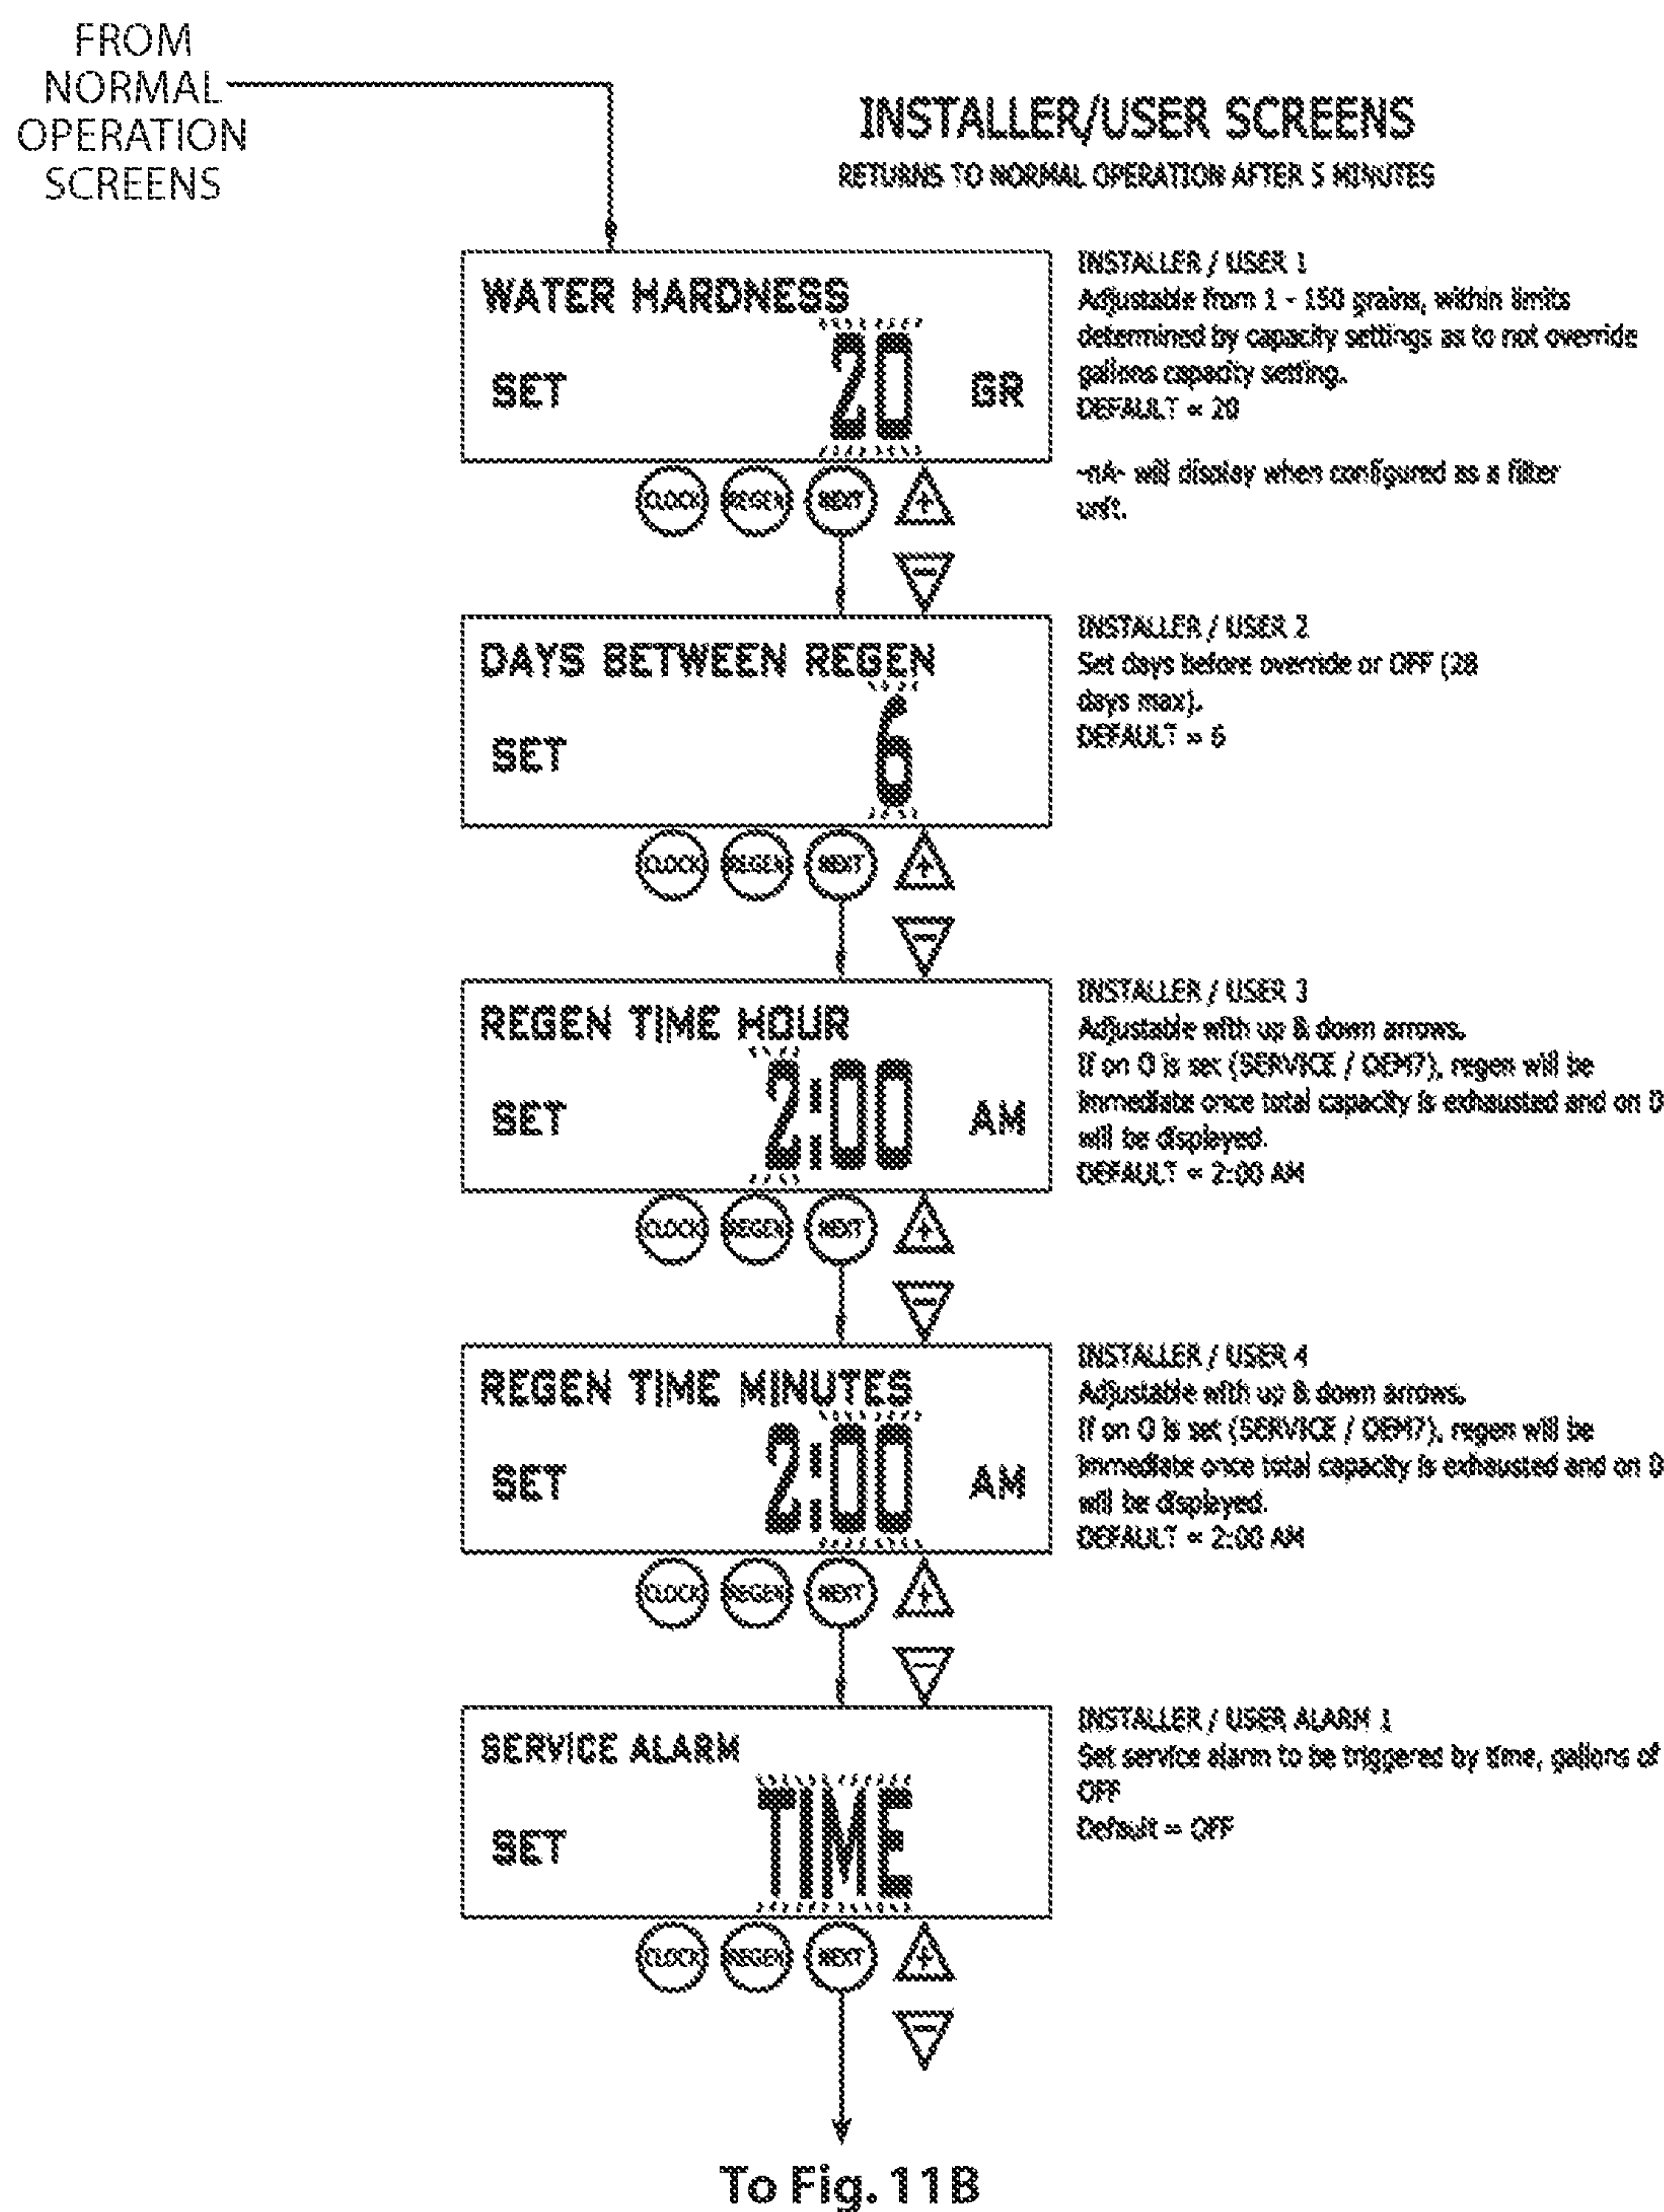 FROM
NORMAL
OPERATION
SCREENS
INSTALLER/USER SCREENS
RETURNS TO NORMAL OPERATION AFTER 5 MINUTES
WATER HARDNESS
SET 20 GR
INSTALLER / USER 1
Adjustable from 1 - 150 grains, within limits
determined by capacity settings as to not override
gallons capacity setting.
DEFAULT = 20
-nA- will display when configured as a filter
unit.
CLOCK REGEN NEXT +
-
DAYS BETWEEN REGEN
SET 6
INSTALLER / USER 2
Set days before override or OFF (28
days max).
DEFAULT = 6
CLOCK REGEN NEXT +
-
REGEN TIME HOUR
SET 2:00 AM
INSTALLER / USER 3
Adjustable with up & down arrows.
If on 0 is set (SERVICE / OEM7), regen will be
immediate once total capacity is exhausted and on 0
will be displayed.
DEFAULT = 2:00 AM
CLOCK REGEN NEXT +
-
REGEN TIME MINUTES
SET 2:00 AM
INSTALLER / USER 4
Adjustable with up & down arrows.
If on 0 is set (SERVICE / OEM7), regen will be
immediate once total capacity is exhausted and on 0
will be displayed.
DEFAULT = 2:00 AM
CLOCK REGEN NEXT +
-
SERVICE ALARM
SET TIME
INSTALLER / USER ALARM 1
Set service alarm to be triggered by time, gallons of
OFF
Default = OFF
CLOCK REGEN NEXT +
-
To Fig. 11B